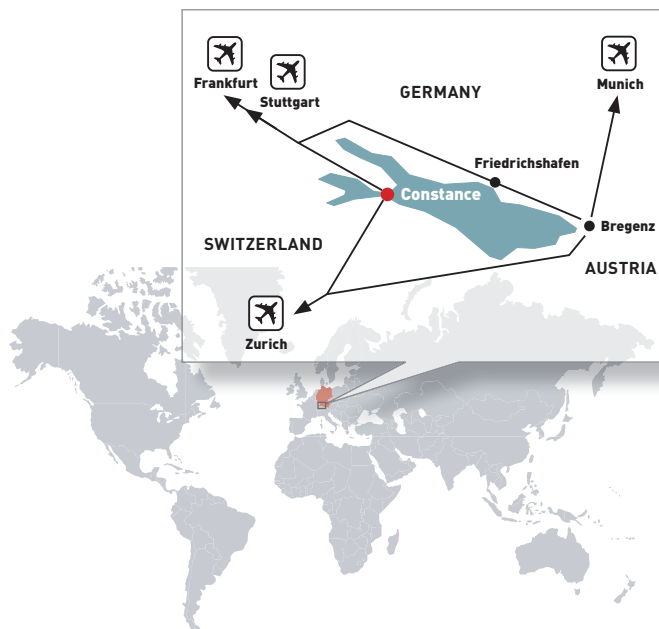 Frankfurt
Stuttgart
GERMANY
Munich
Friedrichshafen
Constance
Bregenz
SWITZERLAND
AUSTRIA
Zurich